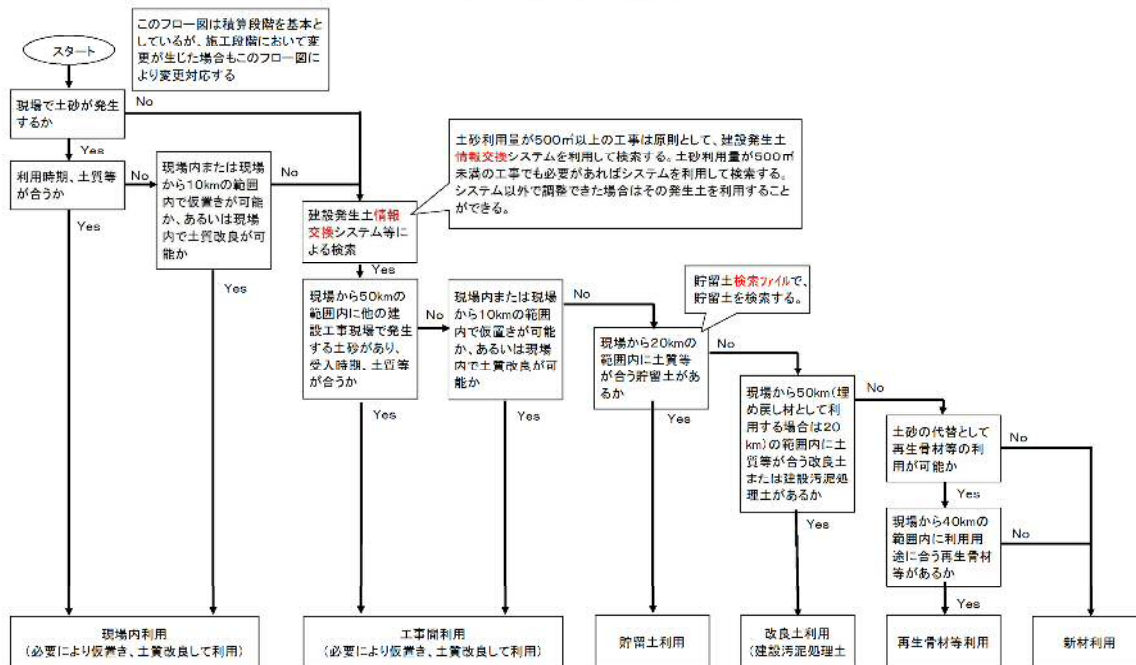 このフロー図は積算段階を基本と
しているが、施工段階において変
更が生じた場合もこのフロー図に
より変更対応する
スタート
現場で土砂が発生
するか
No
Yes
利用時期、土質等
が合うか
No
Yes
現場内または現場
から10kmの範囲
内で仮置きが可能
か、あるいは現場
内で土質改良が可
能か
No
Yes
土砂利用量が500㎥以上の工事は原則として、建設発生土
情報交換システムを利用して検索する。土砂利用量が500㎥
未満の工事でも必要があればシステムを利用して検索する。
システム以外で調整できた場合はその発生土を利用すること
ができる。
建設発生土情報
交換システム等に
よる検索
Yes
現場から50kmの
範囲内に他の建
設工事現場で発生
する土砂があり、
受入時期、土質等
が合うか
No
Yes
現場内または現場
から10kmの範囲
内で仮置きが可能
か、あるいは現場
内で土質改良が可
能か
No
Yes
貯留土検索ファイルで、
貯留土を検索する。
現場から20kmの
範囲内に土質等
が合う貯留土があ
るか
No
Yes
現場から50km(埋
め戻し材として利
用する場合は20
km)の範囲内に土
質等が合う改良土
または建設汚泥処
理土があるか
No
Yes
土砂の代替として
再生骨材等の利
用が可能か
No
Yes
現場から40kmの
範囲内に利用用
途に合う再生骨材
等があるか
No
Yes
現場内利用
(必要により仮置き、土質改良して利用)
工事間利用
(必要により仮置き、土質改良して利用)
貯留土利用
改良土利用
(建設汚泥処理土
再生骨材等利用
新材利用